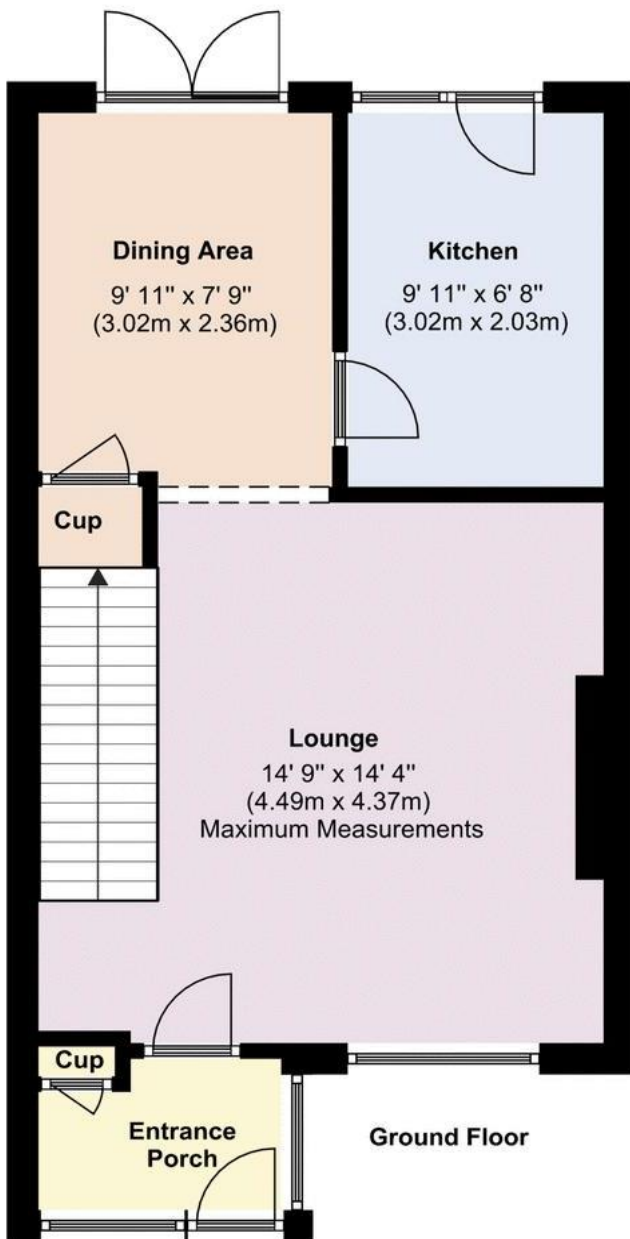 Dining Area
9' 11" x 7' 9"
(3.02m x 2.36m)
Kitchen
9' 11" x 6' 8"
(3.02m x 2.03m)
Cup
Lounge
14' 9" x 14' 4"
(4.49m x 4.37m)
Maximum Measurements
Cup
Entrance
Porch
Ground Floor